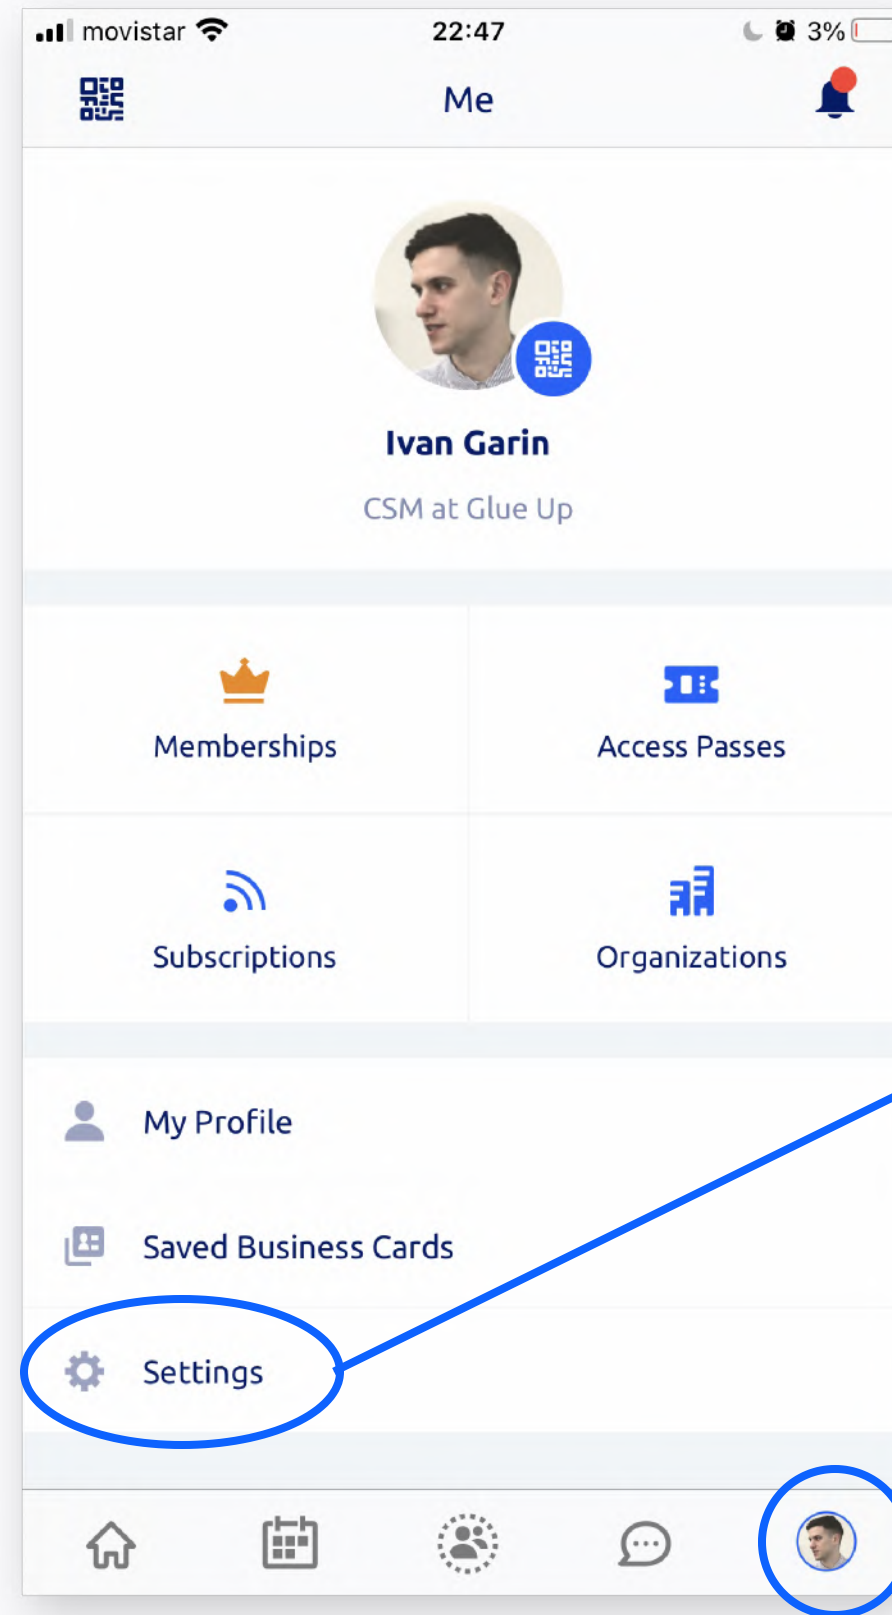 movistar 22:47 3%
Me
Ivan Garin
CSM at Glue Up
Memberships Access Passes
Subscriptions Organizations
My Profile
Saved Business Cards
Settings